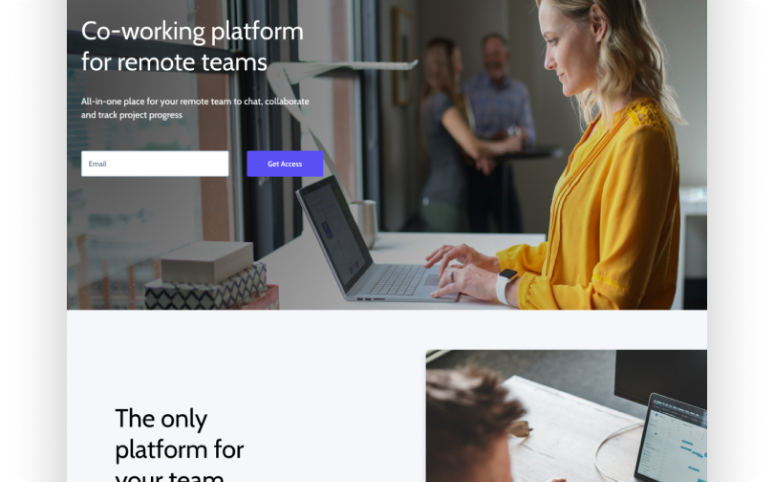 Co-working platform
for remote teams
All-in-one place for your remote team to chat, collaborate
and track project progress
Email
Get Access
The only
platform for
your team